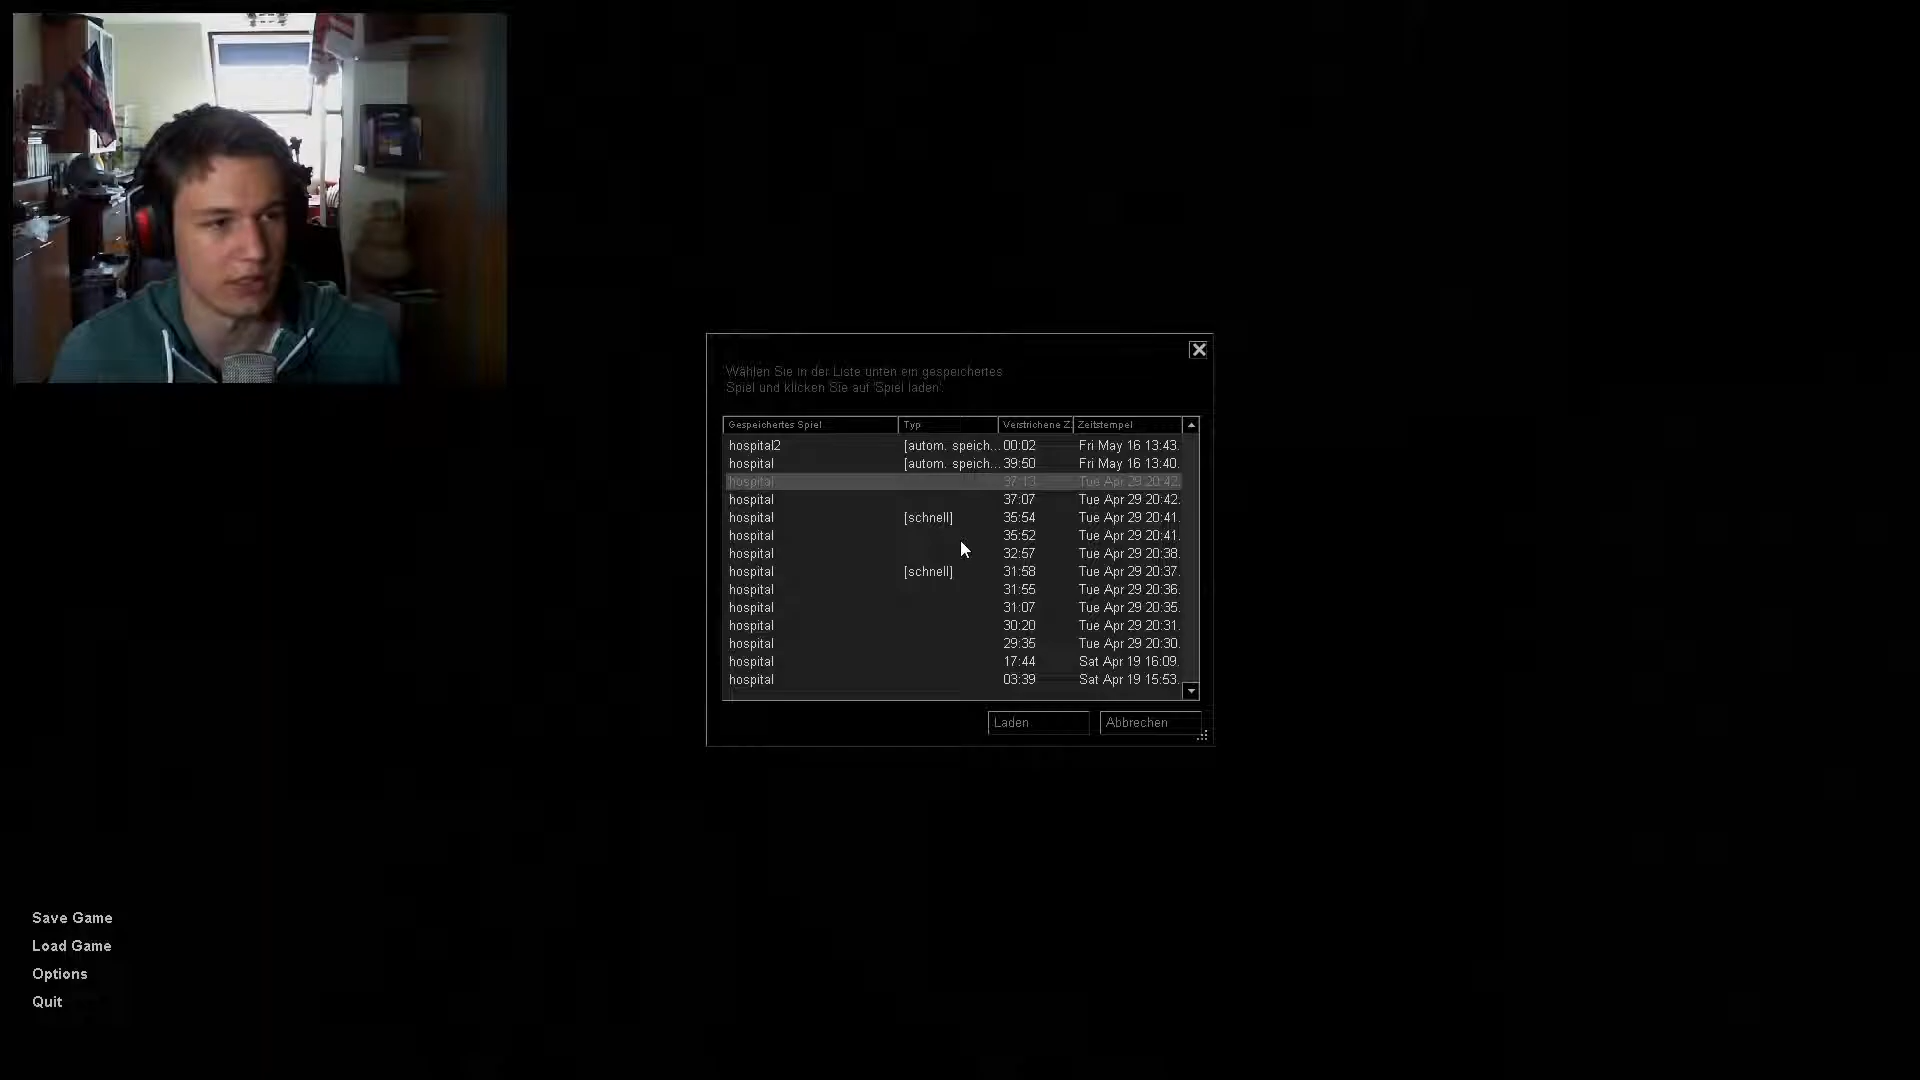 Wählen Sie in der Liste unten ein gespeichertes
Spiel und klicken Sie auf 'Spiel laden'.
Gespeichertes Spiel Typ Verstrichene Z. Zeitstempel
hospital2 [autom. speich... 00:02 Fri May 16 13:43.
hospital [autom. speich... 39:50 Fri May 16 13:40.
hospital 37:13 Tue Apr 29 20:42.
hospital 37:07 Tue Apr 29 20:42.
hospital [schnell] 35:54 Tue Apr 29 20:41.
hospital 35:52 Tue Apr 29 20:41.
hospital 32:57 Tue Apr 29 20:38.
hospital [schnell] 31:58 Tue Apr 29 20:37.
hospital 31:55 Tue Apr 29 20:36.
hospital 31:07 Tue Apr 29 20:35.
hospital 30:20 Tue Apr 29 20:31.
hospital 29:35 Tue Apr 29 20:30.
hospital 17:44 Sat Apr 19 16:09.
hospital 03:39 Sat Apr 19 15:53.
Laden Abbrechen
Save Game
Load Game
Options
Quit